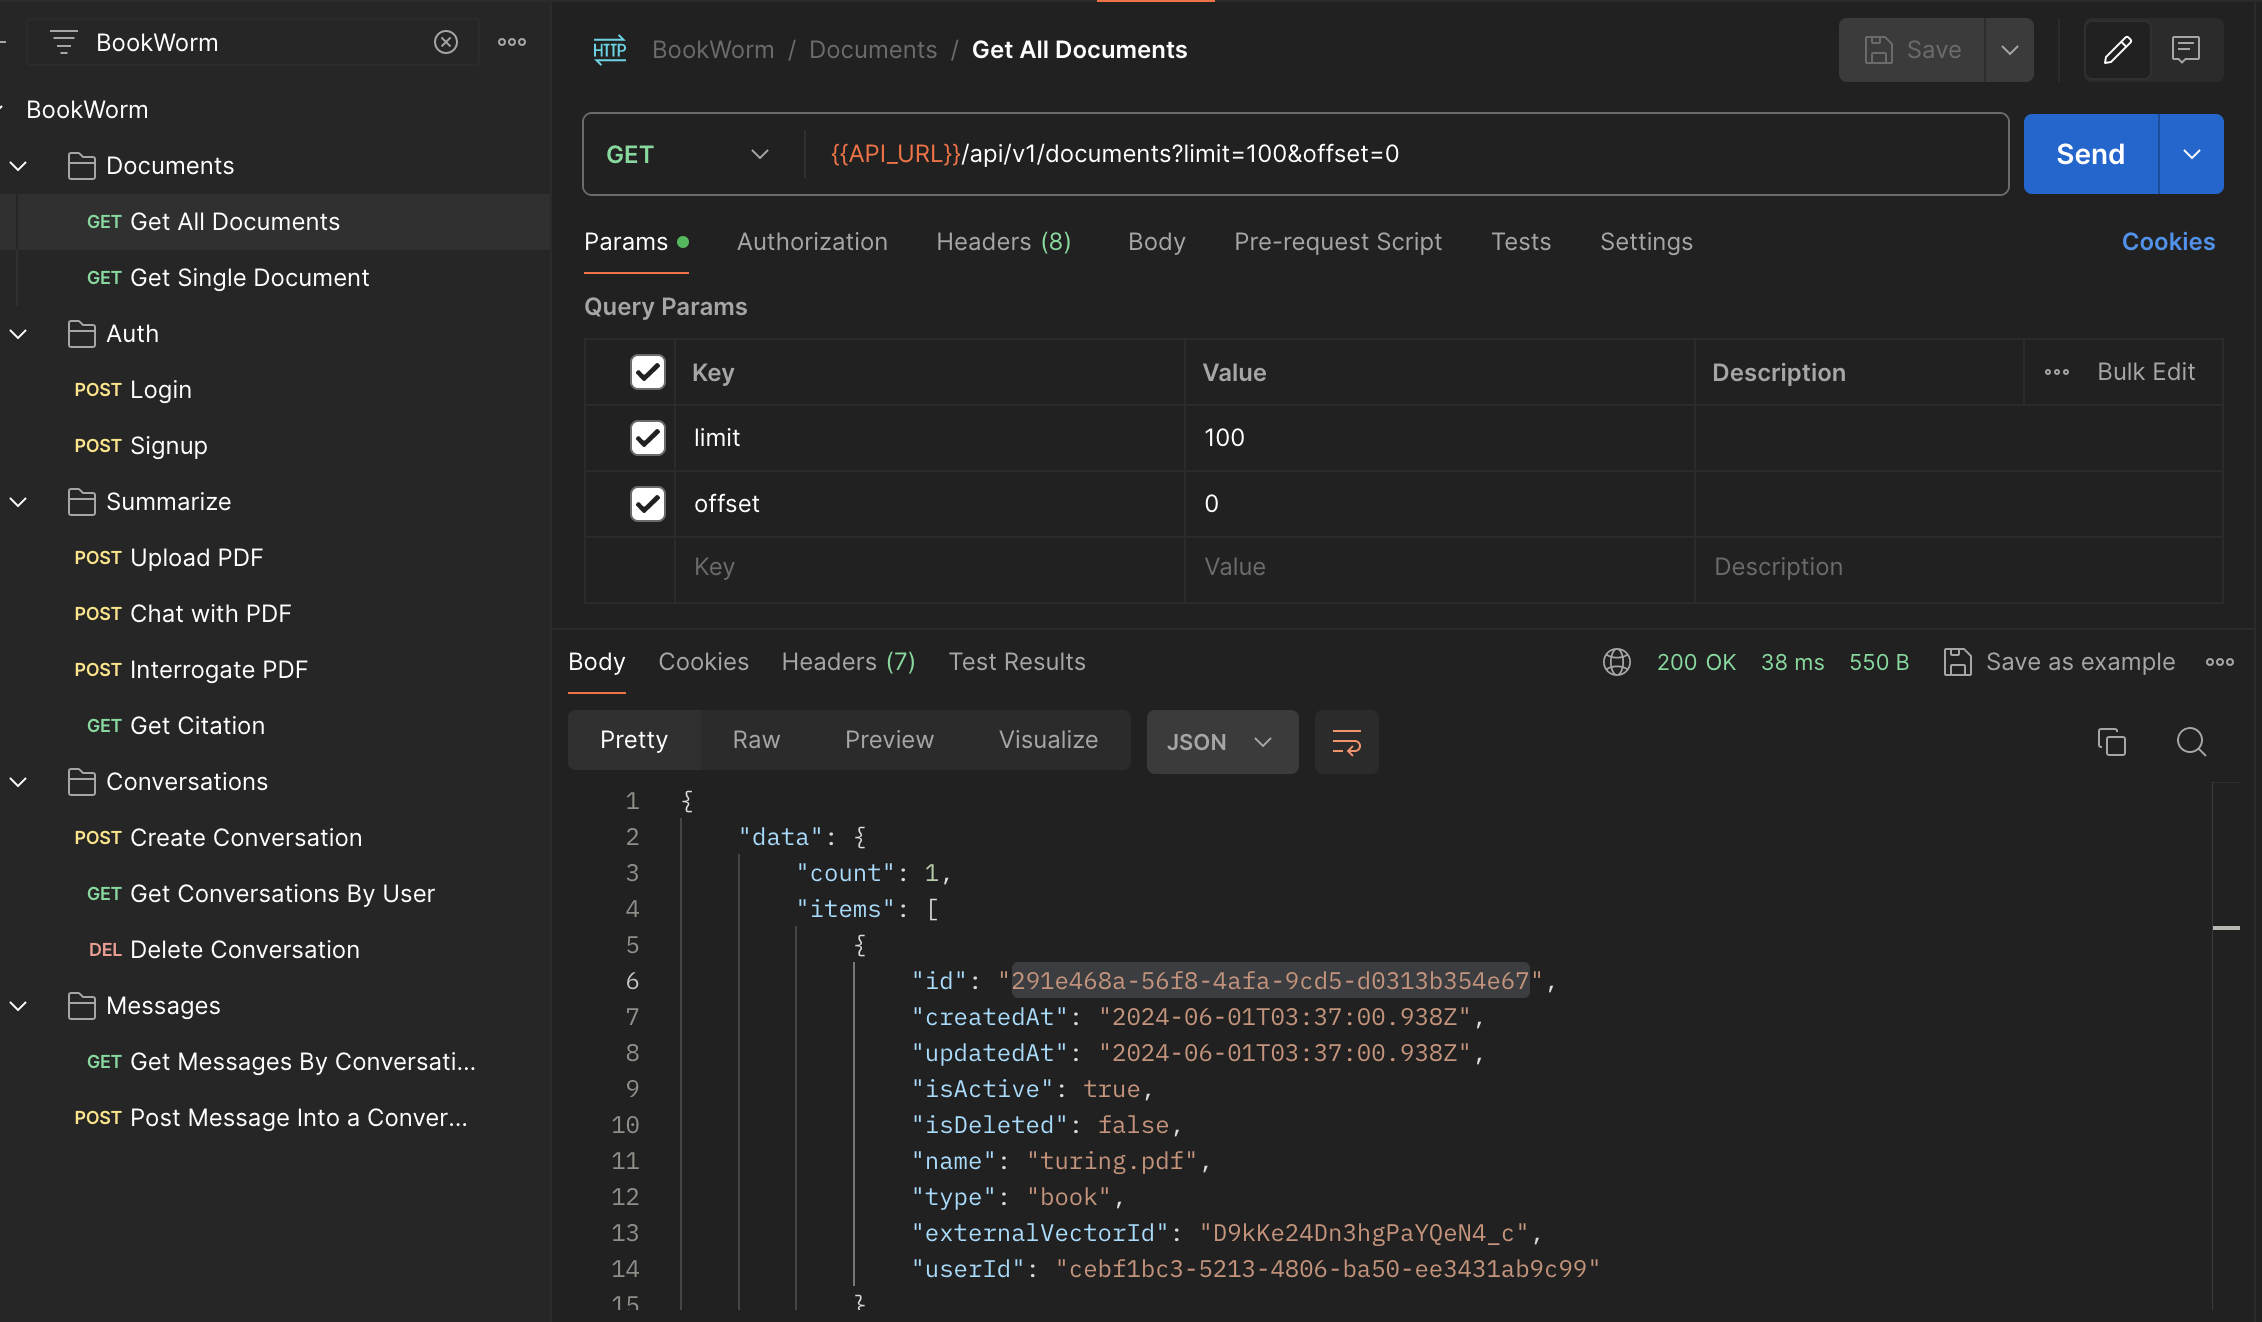 BookWorm
BookWorm
Documents
GET Get All Documents
GET Get Single Document
Auth
POST Login
POST Signup
Summarize
POST Upload PDF
POST Chat with PDF
POST Interrogate PDF
GET Get Citation
Conversations
POST Create Conversation
GET Get Conversations By User
DEL Delete Conversation
Messages
GET Get Messages By Conversati...
POST Post Message Into a Conver...
HTTP BookWorm / Documents / Get All Documents
Save
GET {{API_URL}}/api/v1/documents?limit=100&offset=0
Send
Params Authorization Headers (8) Body Pre-request Script Tests Settings Cookies
Query Params
Key Value Description Bulk Edit
limit 100
offset 0
Key Value Description
Body Cookies Headers (7) Test Results 200 OK 38 ms 550 B Save as example
Pretty Raw Preview Visualize JSON
1 {
2 "data": {
3 "count": 1,
4 "items": [
5 {
6 "id": "291e468a-56f8-4afa-9cd5-d0313b354e67",
7 "createdAt": "2024-06-01T03:37:00.938Z",
8 "updatedAt": "2024-06-01T03:37:00.938Z",
9 "isActive": true,
10 "isDeleted": false,
11 "name": "turing.pdf",
12 "type": "book",
13 "externalVectorId": "D9kKe24Dn3hgPaYQeN4_c",
14 "userId": "cebf1bc3-5213-4806-ba50-ee3431ab9c99"
15 }